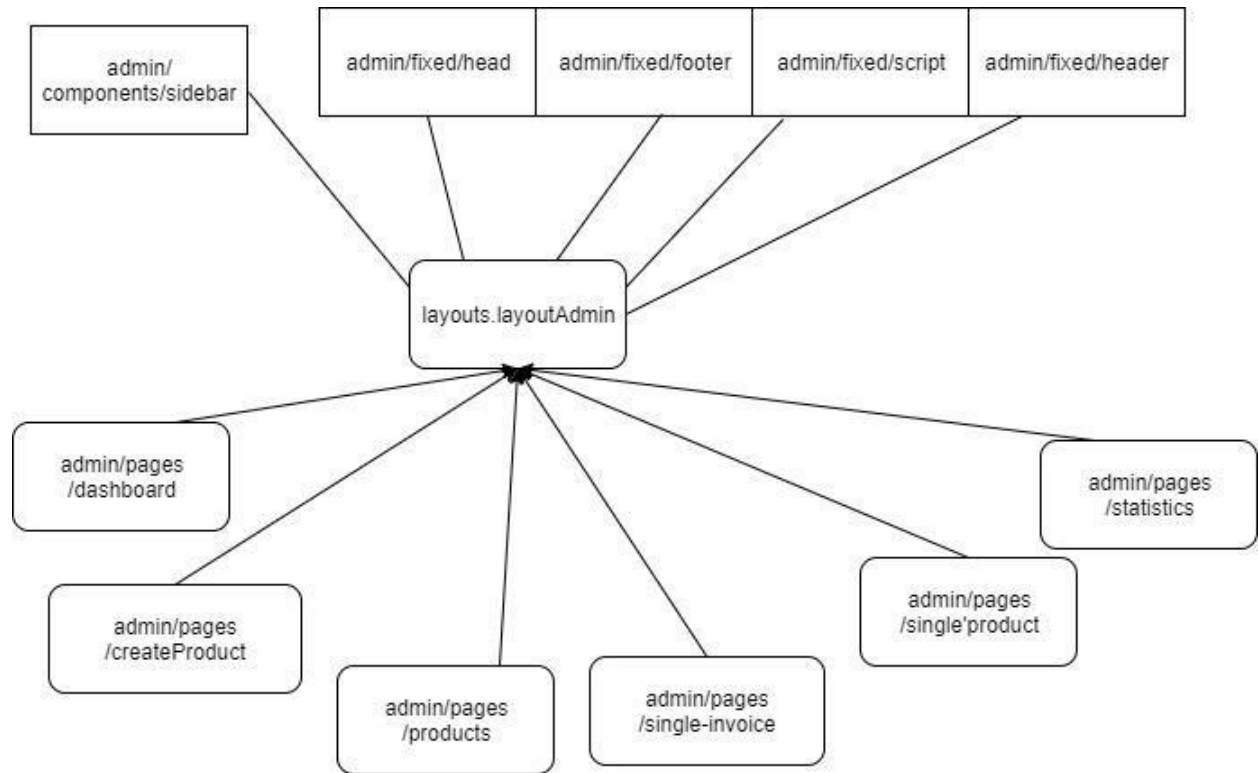 admin/
components/sidebar
admin/fixed/head
admin/fixed/footer
admin/fixed/script
admin/fixed/header
layouts.layoutAdmin
admin/pages
/dashboard
admin/pages
/statistics
admin/pages
/createProduct
admin/pages
/single'product
admin/pages
/products
admin/pages
/single-invoice